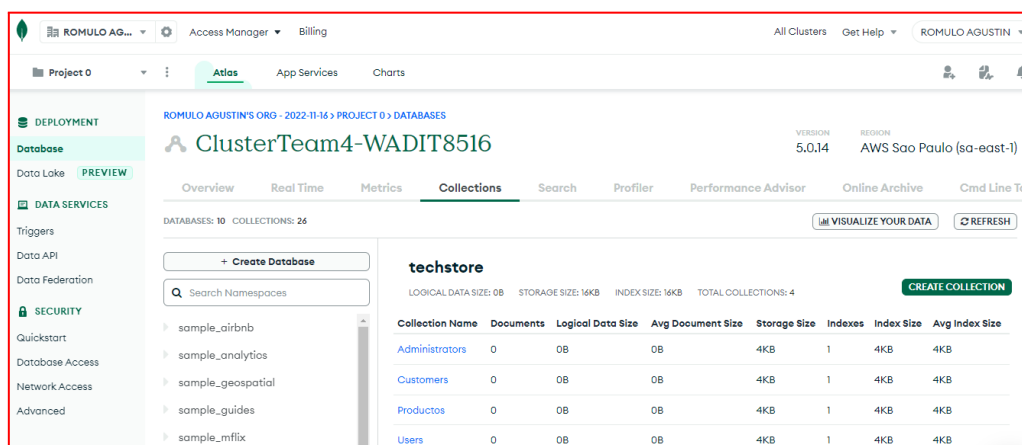 ROMULO AG... Access Manager Billing All Clusters Get Help ROMULO AGUSTIN
Project 0 Atlas App Services Charts
DEPLOYMENT
Database
Data Lake PREVIEW
DATA SERVICES
Triggers
Data API
Data Federation
SECURITY
Quickstart
Database Access
Network Access
Advanced
ROMULO AGUSTIN'S ORG - 2022-11-16 > PROJECT 0 > DATABASES
ClusterTeam4-WADIT8516
VERSION REGION
5.0.14 AWS Sao Paulo (sa-east-1)
Overview Real Time Metrics Collections Search Profiler Performance Advisor Online Archive Cmd Line To
DATABASES: 10 COLLECTIONS: 26 VISUALIZE YOUR DATA REFRESH
+ Create Database
Search Namespaces
sample_airbnb
sample_analytics
sample_geospatial
sample_guides
sample_mflix
techstore
LOGICAL DATA SIZE: 0B STORAGE SIZE: 16KB INDEX SIZE: 16KB TOTAL COLLECTIONS: 4 CREATE COLLECTION
Collection Name Documents Logical Data Size Avg Document Size Storage Size Indexes Index Size Avg Index Size
Administrators 0 0B 0B 4KB 1 4KB 4KB
Customers 0 0B 0B 4KB 1 4KB 4KB
Productos 0 0B 0B 4KB 1 4KB 4KB
Users 0 0B 0B 4KB 1 4KB 4KB